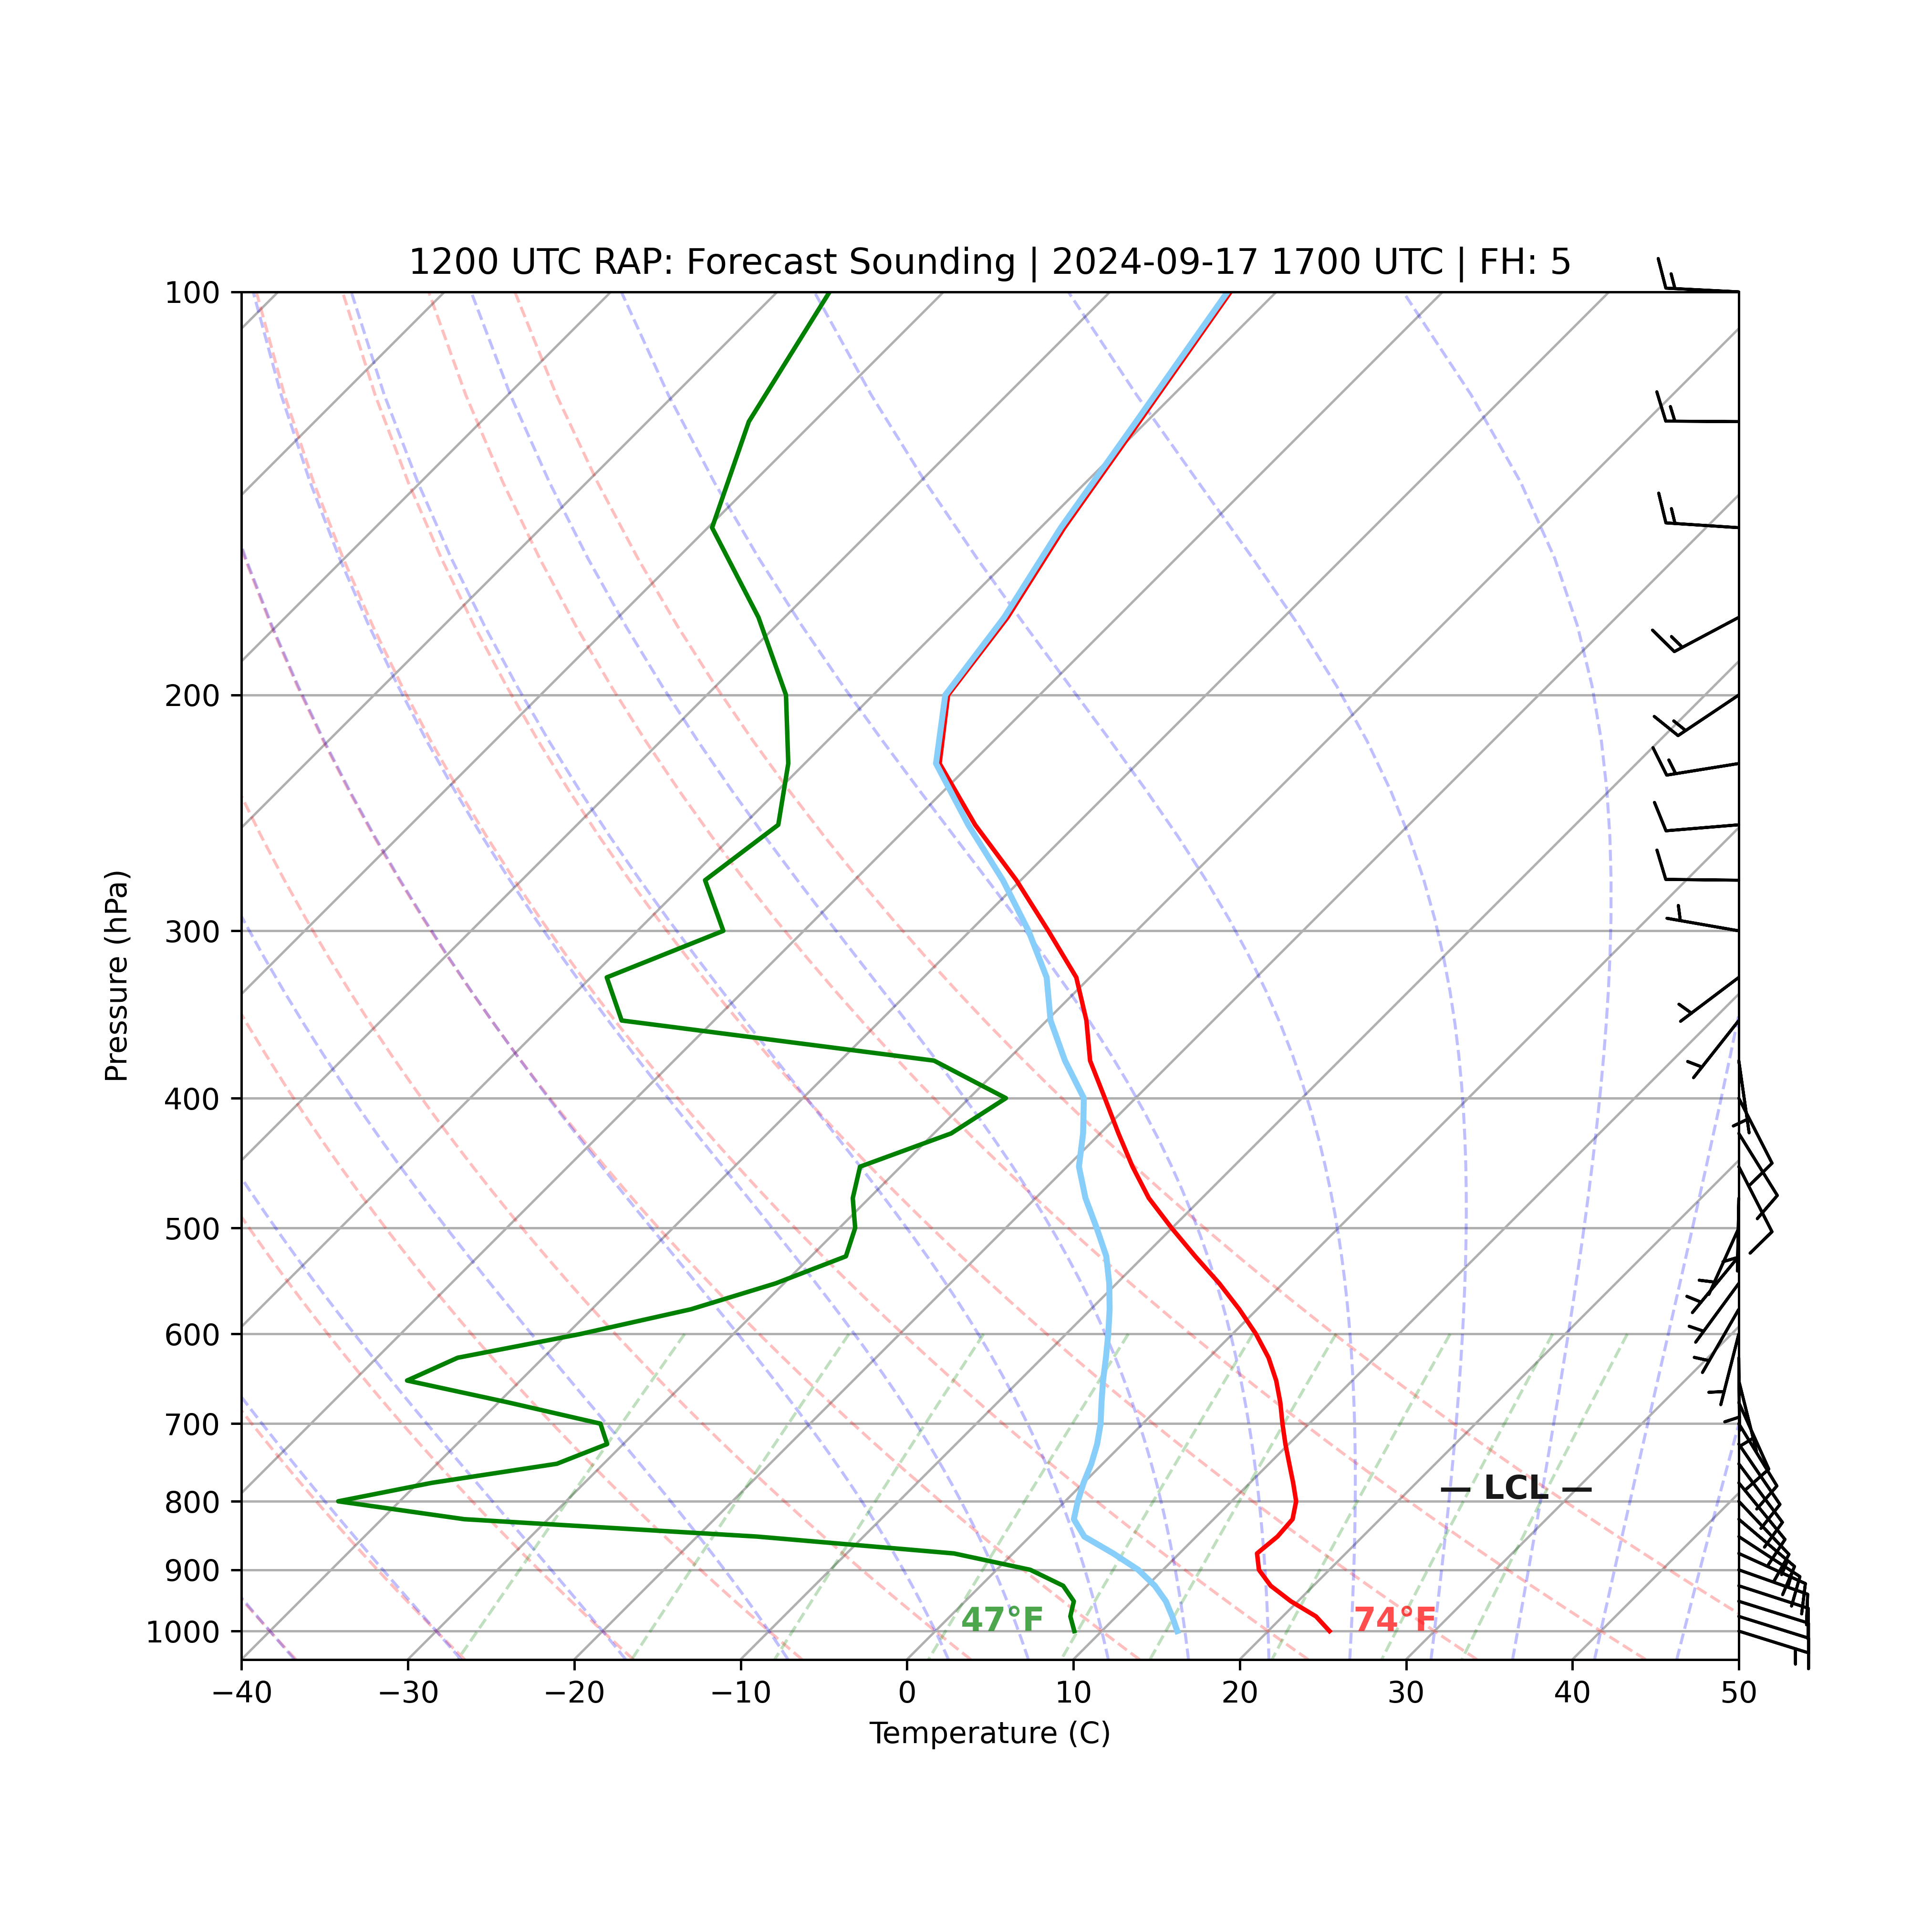 1200 UTC RAP: Forecast Sounding | 2024-09-17 1700 UTC | FH: 5
100
200
300
400
500
600
700
800
900
1000
Pressure (hPa)
— LCL —
47°F
74°F
−40 −30 −20 −10 0 10 20 30 40 50
Temperature (C)